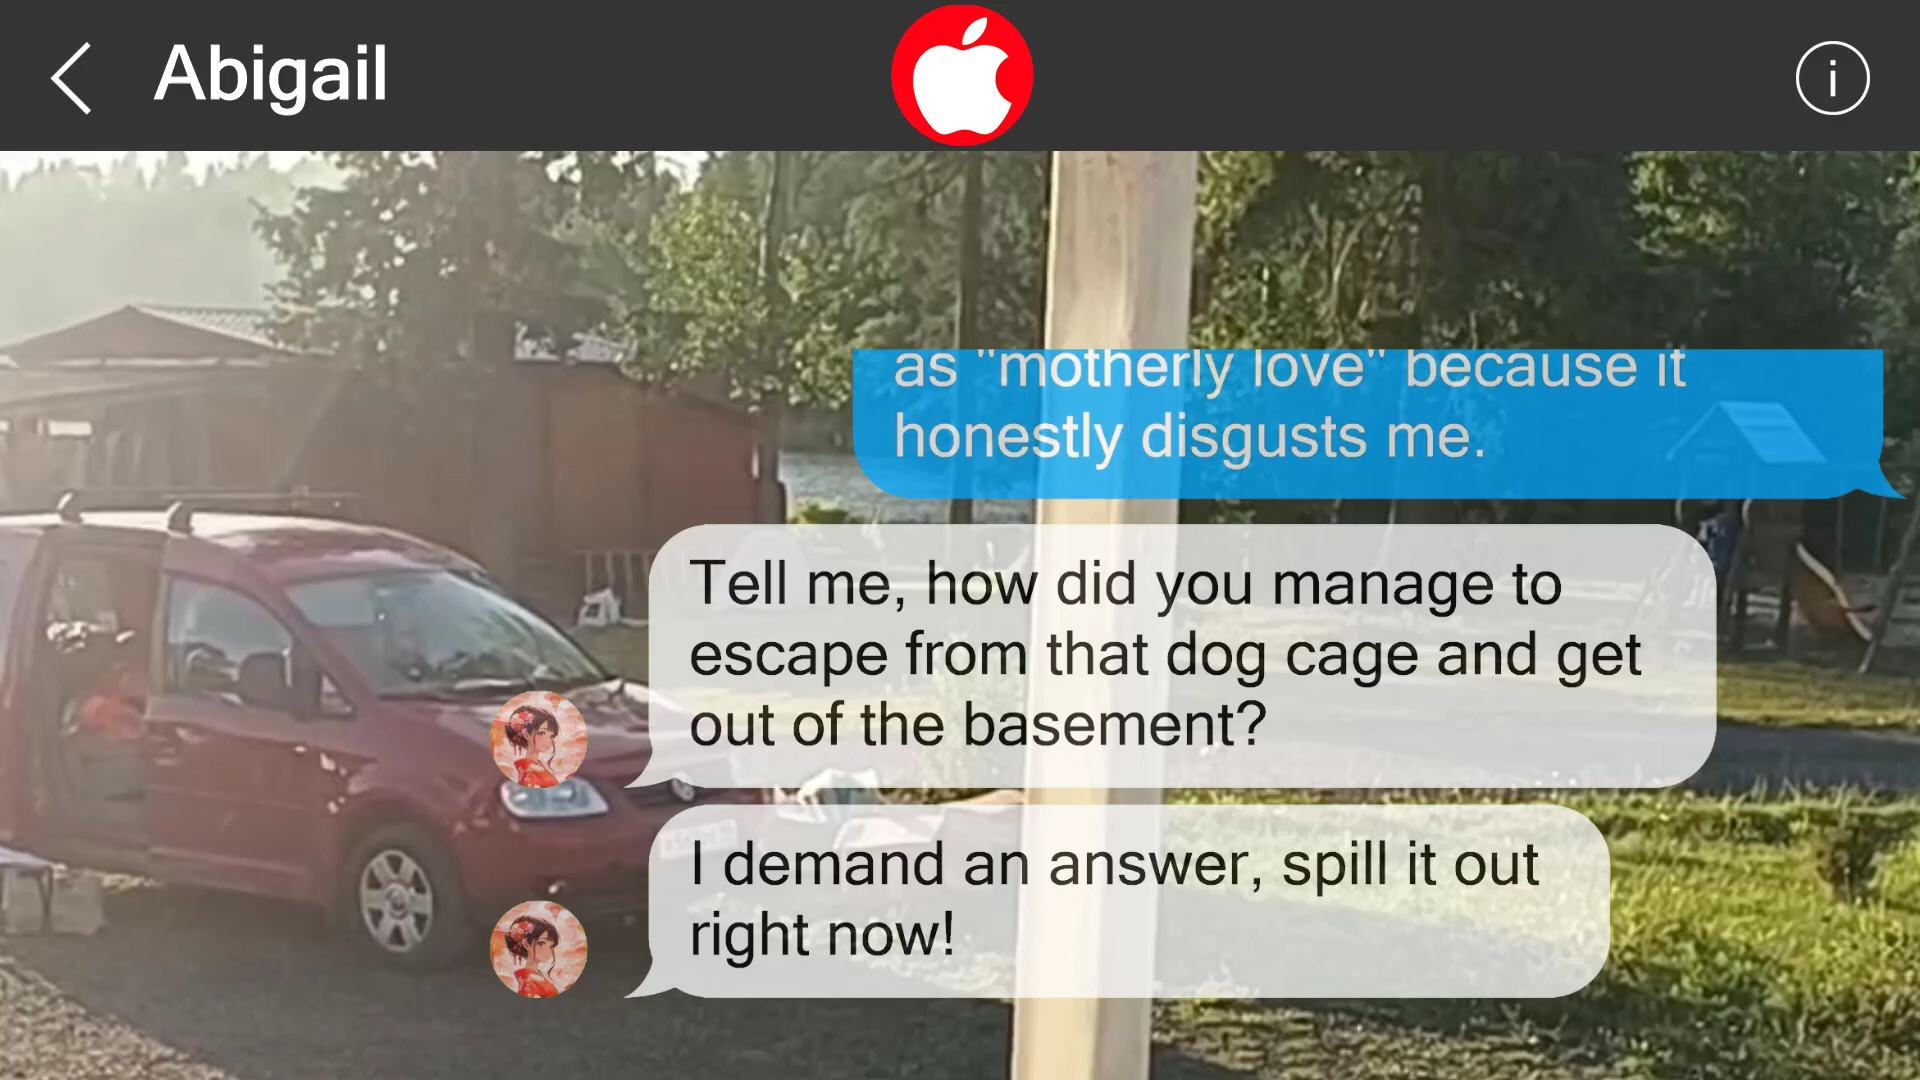 Abigail
as "motherly love" because it
honestly disgusts me.
Tell me, how did you manage to
escape from that dog cage and get
out of the basement?
I demand an answer, spill it out
right now!